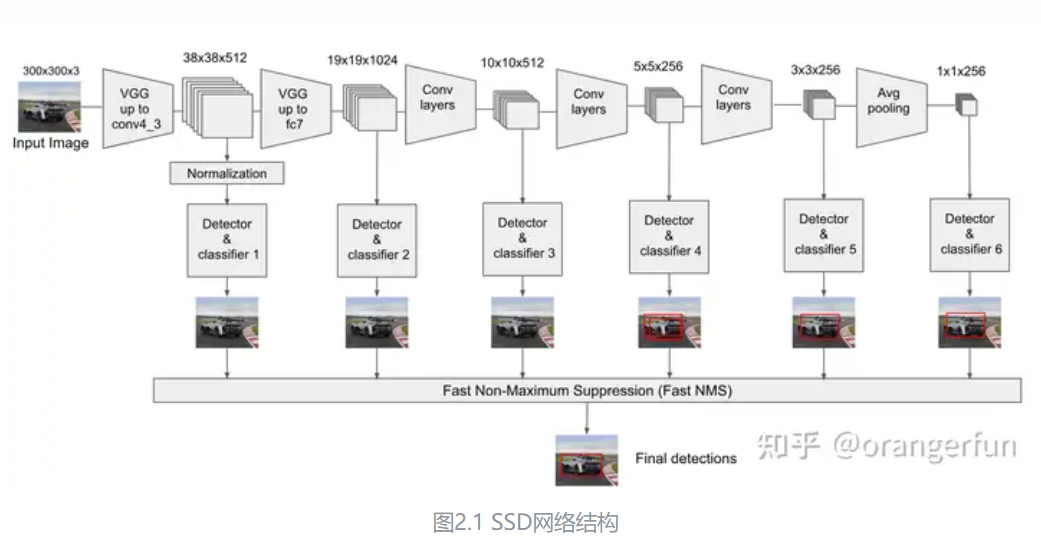 300x300x3
Input Image
VGG
up to
conv4_3
38x38x512
VGG
up to
fc7
19x19x1024
Conv
layers
10x10x512
Conv
layers
5x5x256
Conv
layers
3x3x256
Avg
pooling
1x1x256
Normalization
Detector
&
classifier 1
Detector
&
classifier 2
Detector
&
classifier 3
Detector
&
classifier 4
Detector
&
classifier 5
Detector
&
classifier 6
Fast Non-Maximum Suppression (Fast NMS)
Final detections
知乎 @orangerfun
图2.1 SSD网络结构